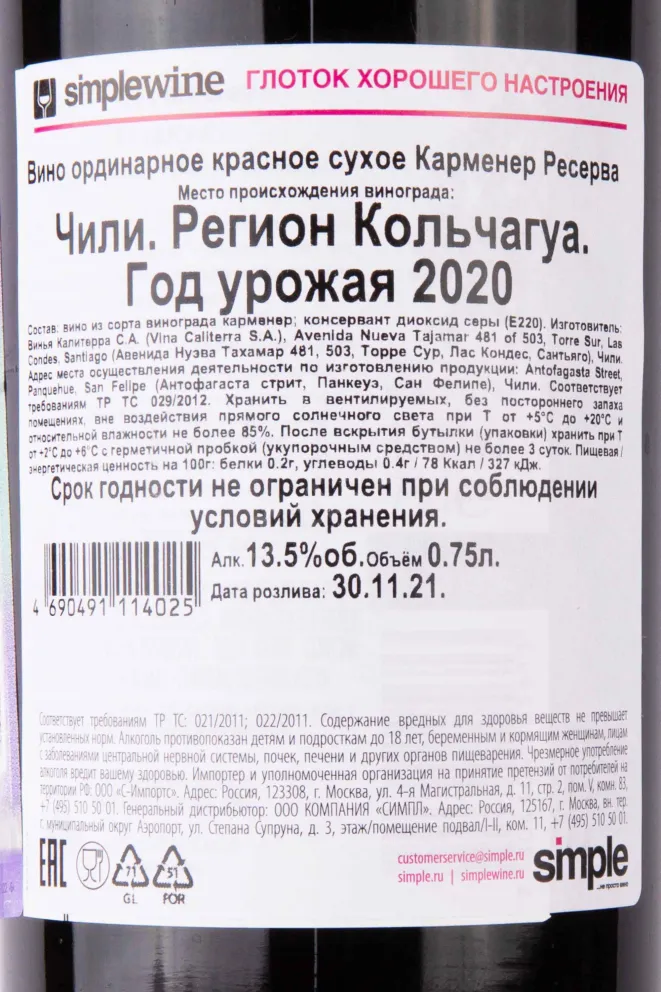 simplewine ГЛОТОК ХОРОШЕГО НАСТРОЕНИЯ
Вино ординарное красное сухое Карменер Ресерва
Место происхождения винограда:
Чили. Регион Кольчагуа.
Год урожая 2020
Состав: вино из сорта винограда карменер; консервант диоксид серы (E220). Изготовитель:
Винья Калитерра С.А. (Vina Caliterra S.A.), Avenida Nueva Tajamar 481 of 503, Torre Sur, Las
Condes, Santiago (Авенида Нуэва Тахамар 481, 503, Торре Сур, Лас Кондес, Сантьяго), Чили.
Адрес места осуществления деятельности по изготовлению продукции: Antofagasta Street,
Panquehue, San Felipe (Антофагаста стрит, Панкеуэ, Сан Фелипе), Чили. Соответствует
требованиям ТР ТС 029/2012. Хранить в вентилируемых, без постороннего запаха
помещениях, вне воздействия прямого солнечного света при Т от +5°С до +20°С и
относительной влажности не более 85%. После вскрытия бутылки (упаковки) хранить при Т
от +2°С до +6°С с герметичной пробкой (укупорочным средством) не более 3 суток. Пищевая /
энергетическая ценность на 100г: белки 0.2г, углеводы 0.4г / 78 Ккал / 327 кДж.
Срок годности не ограничен при соблюдении
условий хранения.
Алк. 13.5%об. Объём 0.75л.
Дата розлива: 30.11.21.
4 690491 114025
Соответствует требованиям ТР ТС: 021/2011; 022/2011. Содержание вредных для здоровья веществ не превышает
установленных норм. Алкоголь противопоказан детям и подросткам до 18 лет, беременным и кормящим женщинам, лицам
с заболеваниями центральной нервной системы, почек, печени и других органов пищеварения. Чрезмерное употребление
алкоголя вредит вашему здоровью. Импортер и уполномоченная организация на принятие претензий от потребителей на
территории РФ: ООО «С-Импортс». Адрес: Россия, 123308, г. Москва, ул. 4-я Магистральная, д. 11, стр. 2, пом. V, ком. 83,
+7 (495) 510 50 01. Генеральный дистрибьютор: ООО КОМПАНИЯ «СИМПЛ». Адрес: Россия, 125167, г. Москва, вн. тер.
г. муниципальный округ Аэропорт, ул. Степана Супруна, д. 3, этаж/помещение подвал/I-II, ком. 11, +7 (495) 510 50 01.
EAC 71 51
GL FOR
customerservice@simple.ru
simple.ru | simplewine.ru
simple
...не просто вино